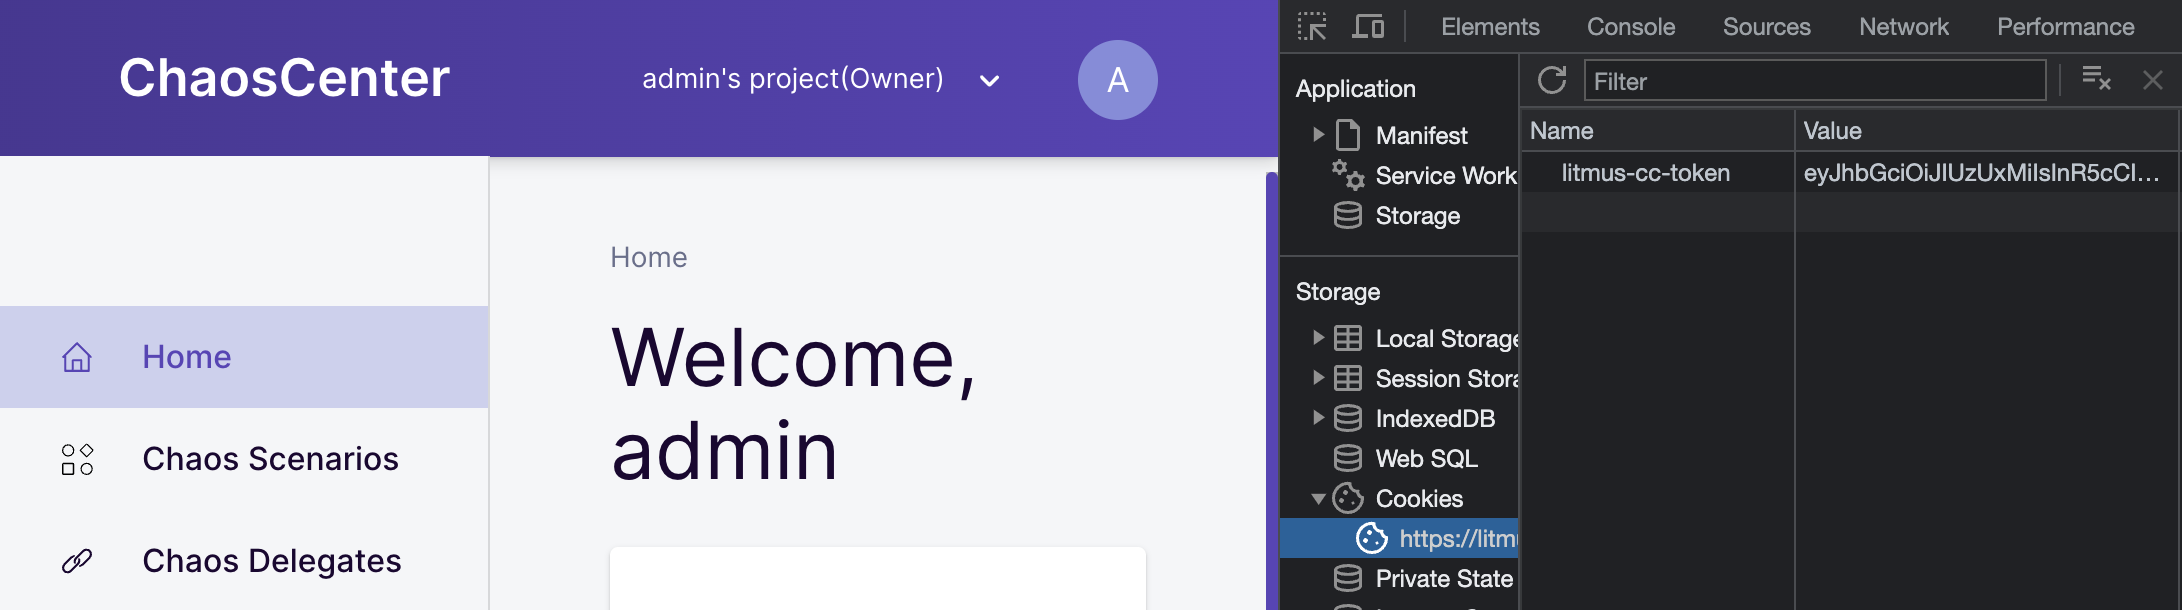 ChaosCenter
admin's project(Owner)
A
Home
Chaos Scenarios
Chaos Delegates
Home
Welcome,
admin
Elements Console Sources Network Performance
Application
Manifest
Service Work
Storage
Storage
Local Storage
Session Stora
IndexedDB
Web SQL
Cookies
https://litm
Private State
Filter
Name Value
litmus-cc-token eyJhbGciOiJIUzUxMiIsInR5cCI...